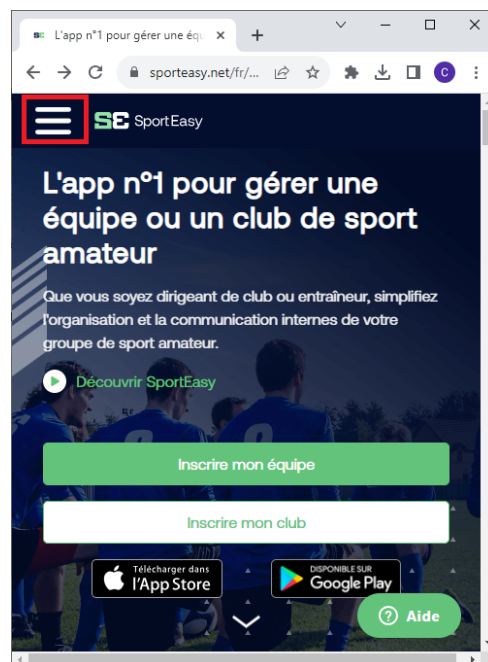 L'app n°1 pour gérer une équ
sporteasy.net/fr/...
C
SE SportEasy
L'app n°1 pour gérer une
équipe ou un club de sport
amateur
Que vous soyez dirigeant de club ou entraîneur, simplifiez
l'organisation et la communication internes de votre
groupe de sport amateur.
Découvrir SportEasy
Inscrire mon équipe
Inscrire mon club
Télécharger dans
l'App Store
DISPONIBLE SUR
Google Play
Aide